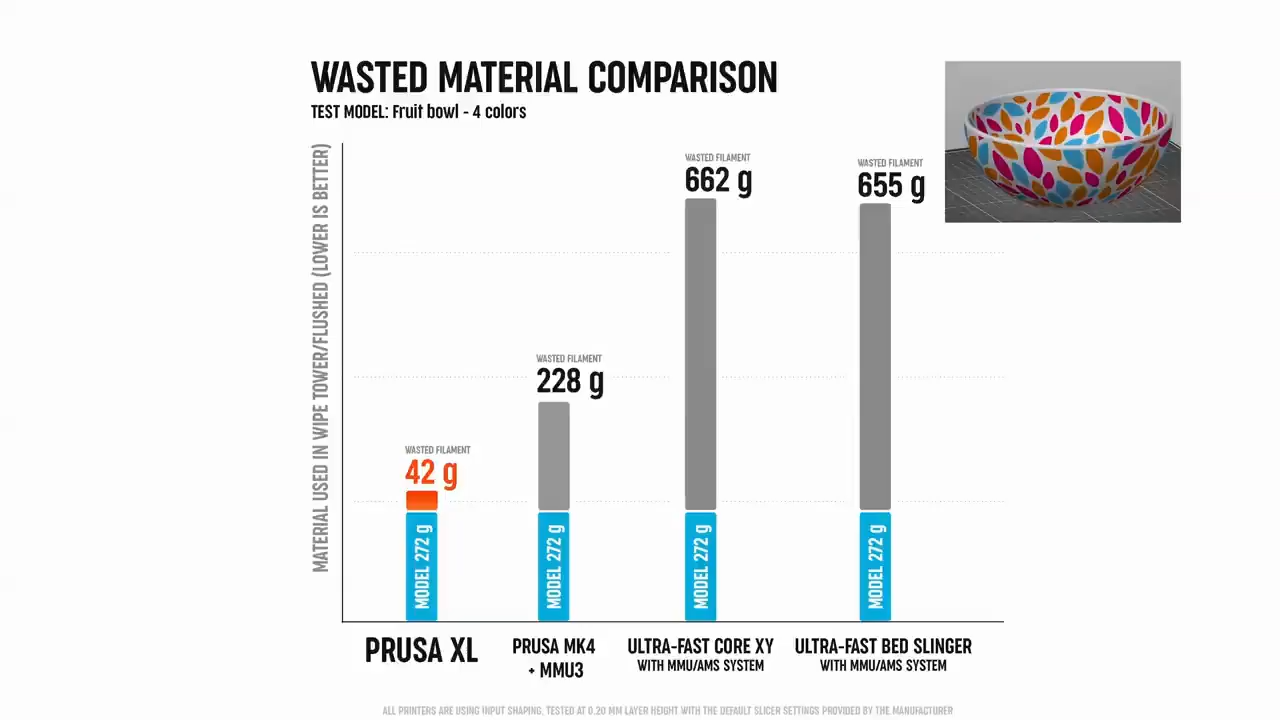 WASTED MATERIAL COMPARISON
TEST MODEL: Fruit bowl - 4 colors
MATERIAL USED IN WIPE TOWER/FLUSHED (LOWER IS BETTER)
WASTED FILAMENT
42 g
WASTED FILAMENT
228 g
WASTED FILAMENT
662 g
WASTED FILAMENT
655 g
MODEL 272 g
MODEL 272 g
MODEL 272 g
MODEL 272 g
PRUSA XL
PRUSA MK4
+ MMU3
ULTRA-FAST CORE XY
WITH MMU/AMS SYSTEM
ULTRA-FAST BED SLINGER
WITH MMU/AMS SYSTEM
ALL PRINTERS ARE USING INPUT SHAPING, TESTED AT 0.20 MM LAYER HEIGHT WITH THE DEFAULT SLICER SETTINGS PROVIDED BY THE MANUFACTURER